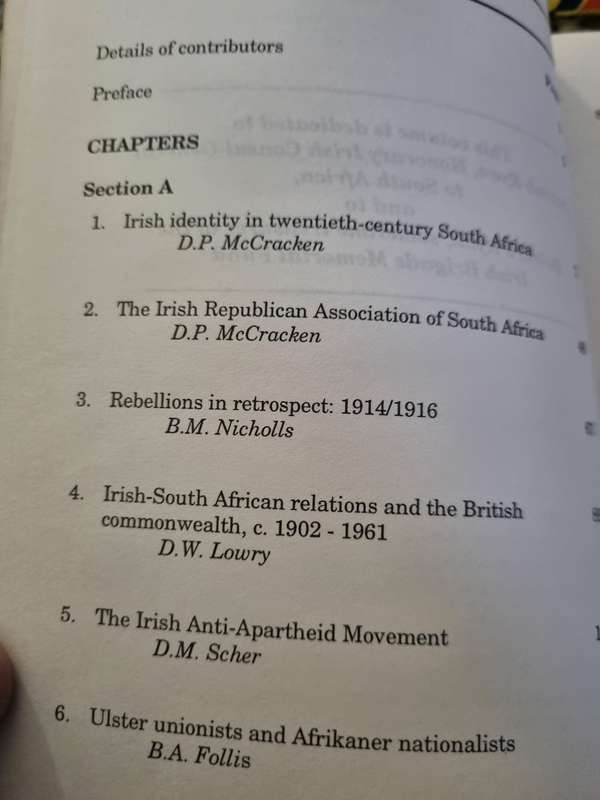 Details of contributors
Preface
CHAPTERS
Section A
1. Irish identity in twentieth-century South Africa
D.P. McCracken
2. The Irish Republican Association of South Africa
D.P. McCracken
3. Rebellions in retrospect: 1914/1916
B.M. Nicholls
4. Irish-South African relations and the British
commonwealth, c. 1902 - 1961
D.W. Lowry
5. The Irish Anti-Apartheid Movement
D.M. Scher
6. Ulster unionists and Afrikaner nationalists
B.A. Follis